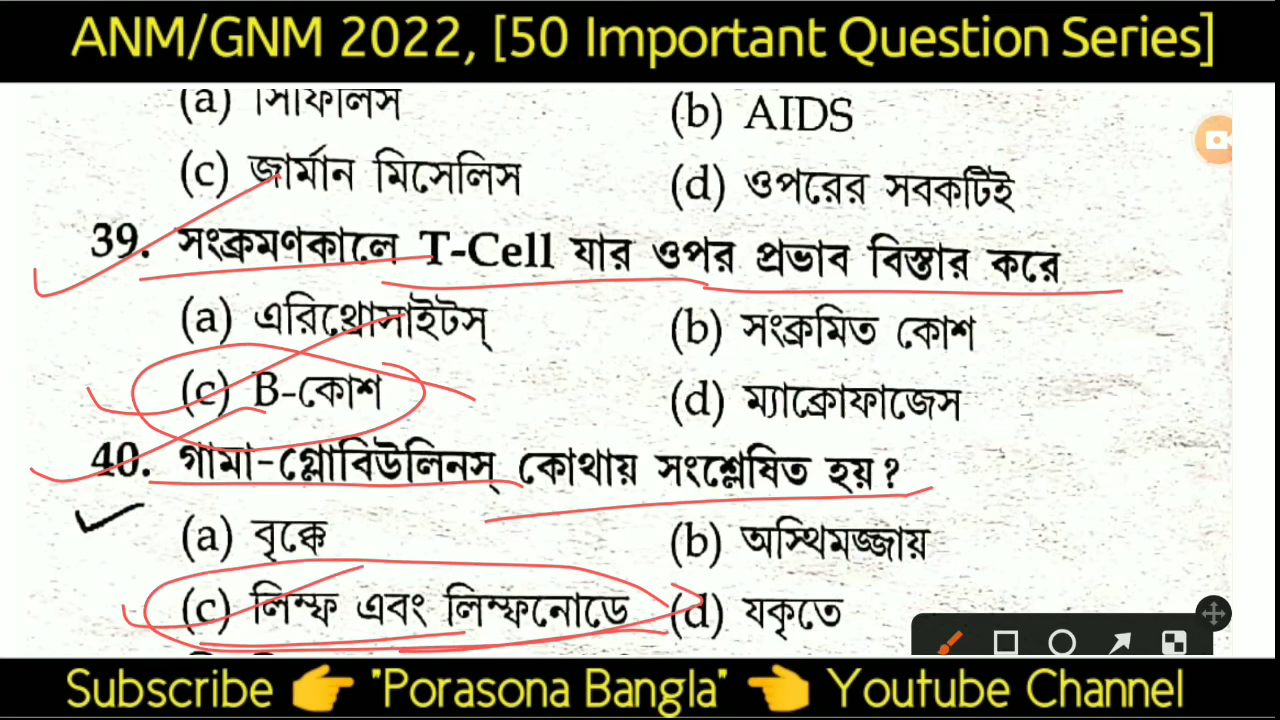 ANM/GNM 2022, [50 Important Question Series]
(a) সিফিলিস (b) AIDS
(c) জার্মান মিসেলিস (d) ওপরের সবকটিই
39. সংক্রমণকালে T-Cell যার ওপর প্রভাব বিস্তার করে
(a) এরিথ্রোসাইটস্ (b) সংক্রমিত কোশ
(c) B-কোশ (d) ম্যাক্রোফাজেস
40. গামা-গ্লোবিউলিনস্ কোথায় সংশ্লেষিত হয়?
(a) বৃক্কে (b) অস্থিমজ্জায়
(c) লিম্ফ এবং লিম্ফনোডে (d) যকৃতে
Subscribe 👉 "Porasona Bangla" 👈 Youtube Channel